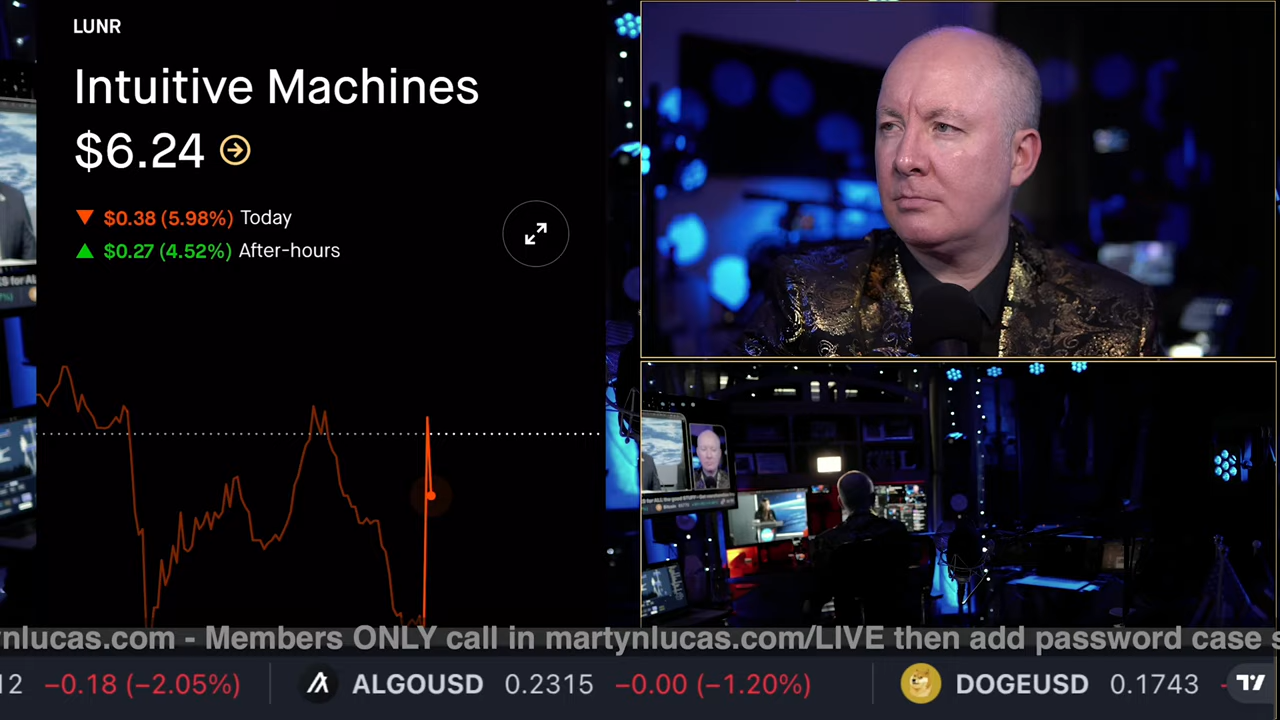 LUNR
Intuitive Machines
$6.24
$0.38 (5.98%) Today
$0.27 (4.52%) After-hours
ynlucas.com - Members ONLY call in martynlucas.com/LIVE then add password case s
12 −0.18 (−2.05%) ALGOUSD 0.2315 −0.00 (−1.20%) DOGEUSD 0.1743 -